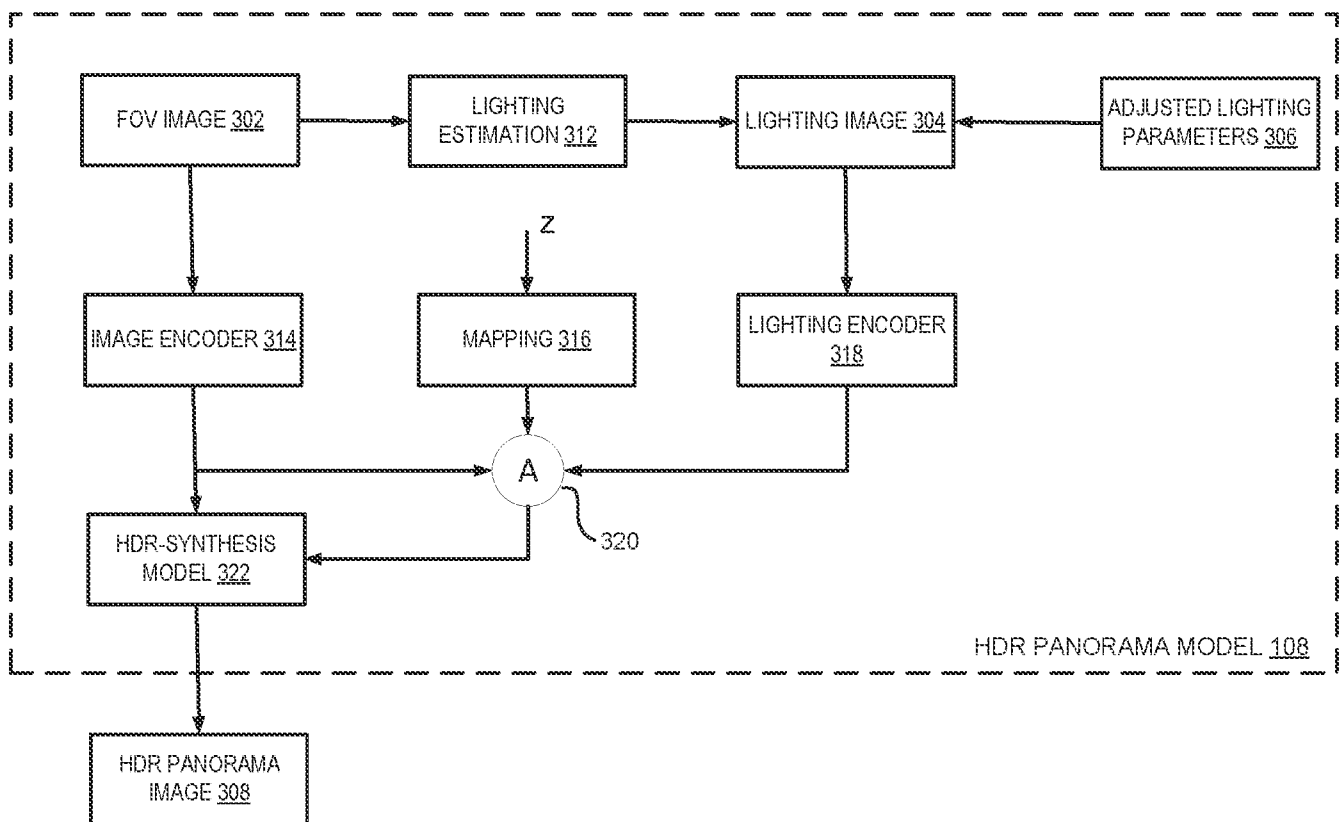 FOV IMAGE 302
LIGHTING
ESTIMATION 312
LIGHTING IMAGE 304
ADJUSTED LIGHTING
PARAMETERS 306
Z
IMAGE ENCODER 314
MAPPING 316
LIGHTING ENCODER
318
A
320
HDR-SYNTHESIS
MODEL 322
HDR PANORAMA MODEL 108
HDR PANORAMA
IMAGE 308